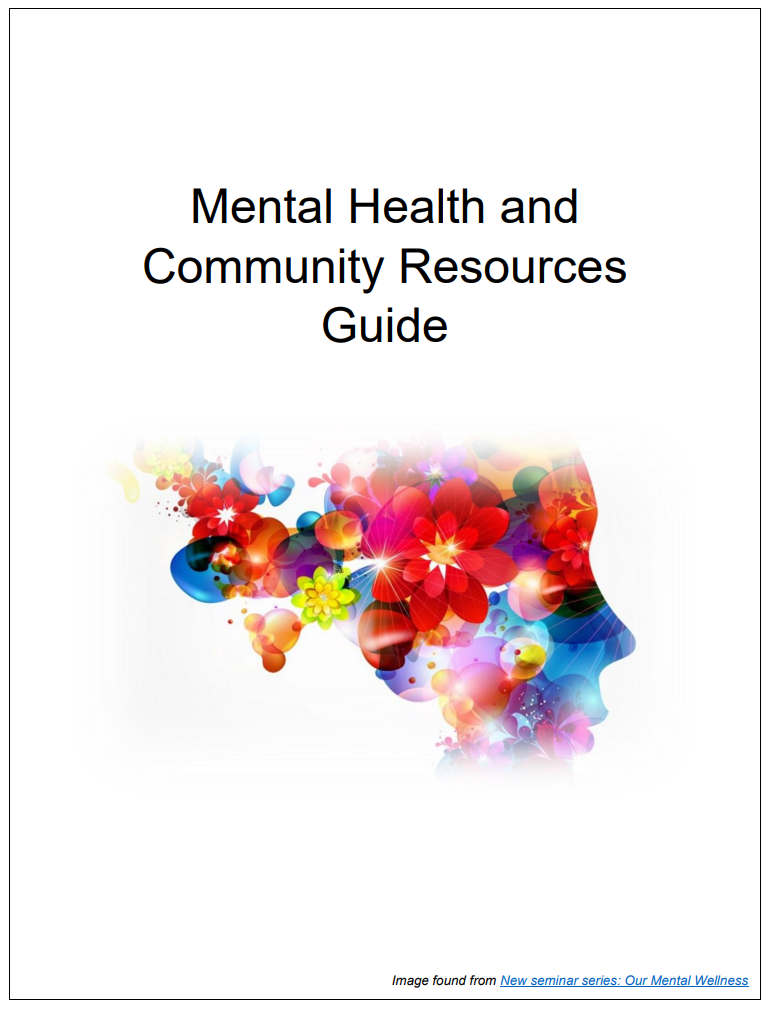 Mental Health and
Community Resources
Guide
Image found from New seminar series: Our Mental Wellness